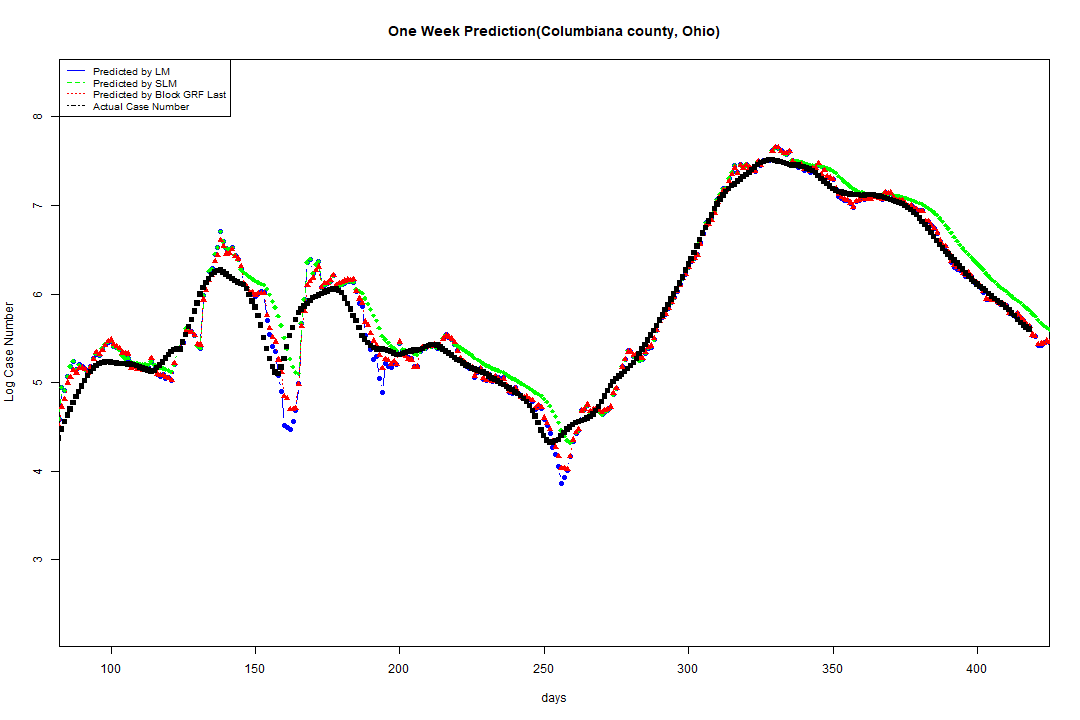 One Week Prediction(Columbiana county, Ohio)
Predicted by LM
Predicted by SLM
Predicted by Block GRF Last
Actual Case Number
8
7
6
5
4
3
Log Case Number
100 150 200 250 300 350 400
days